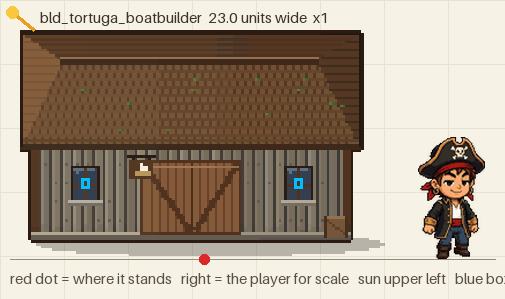 bld_tortuga_boatbuilder 23.0 units wide x1
red dot = where it stands right = the player for scale sun upper left blue bo